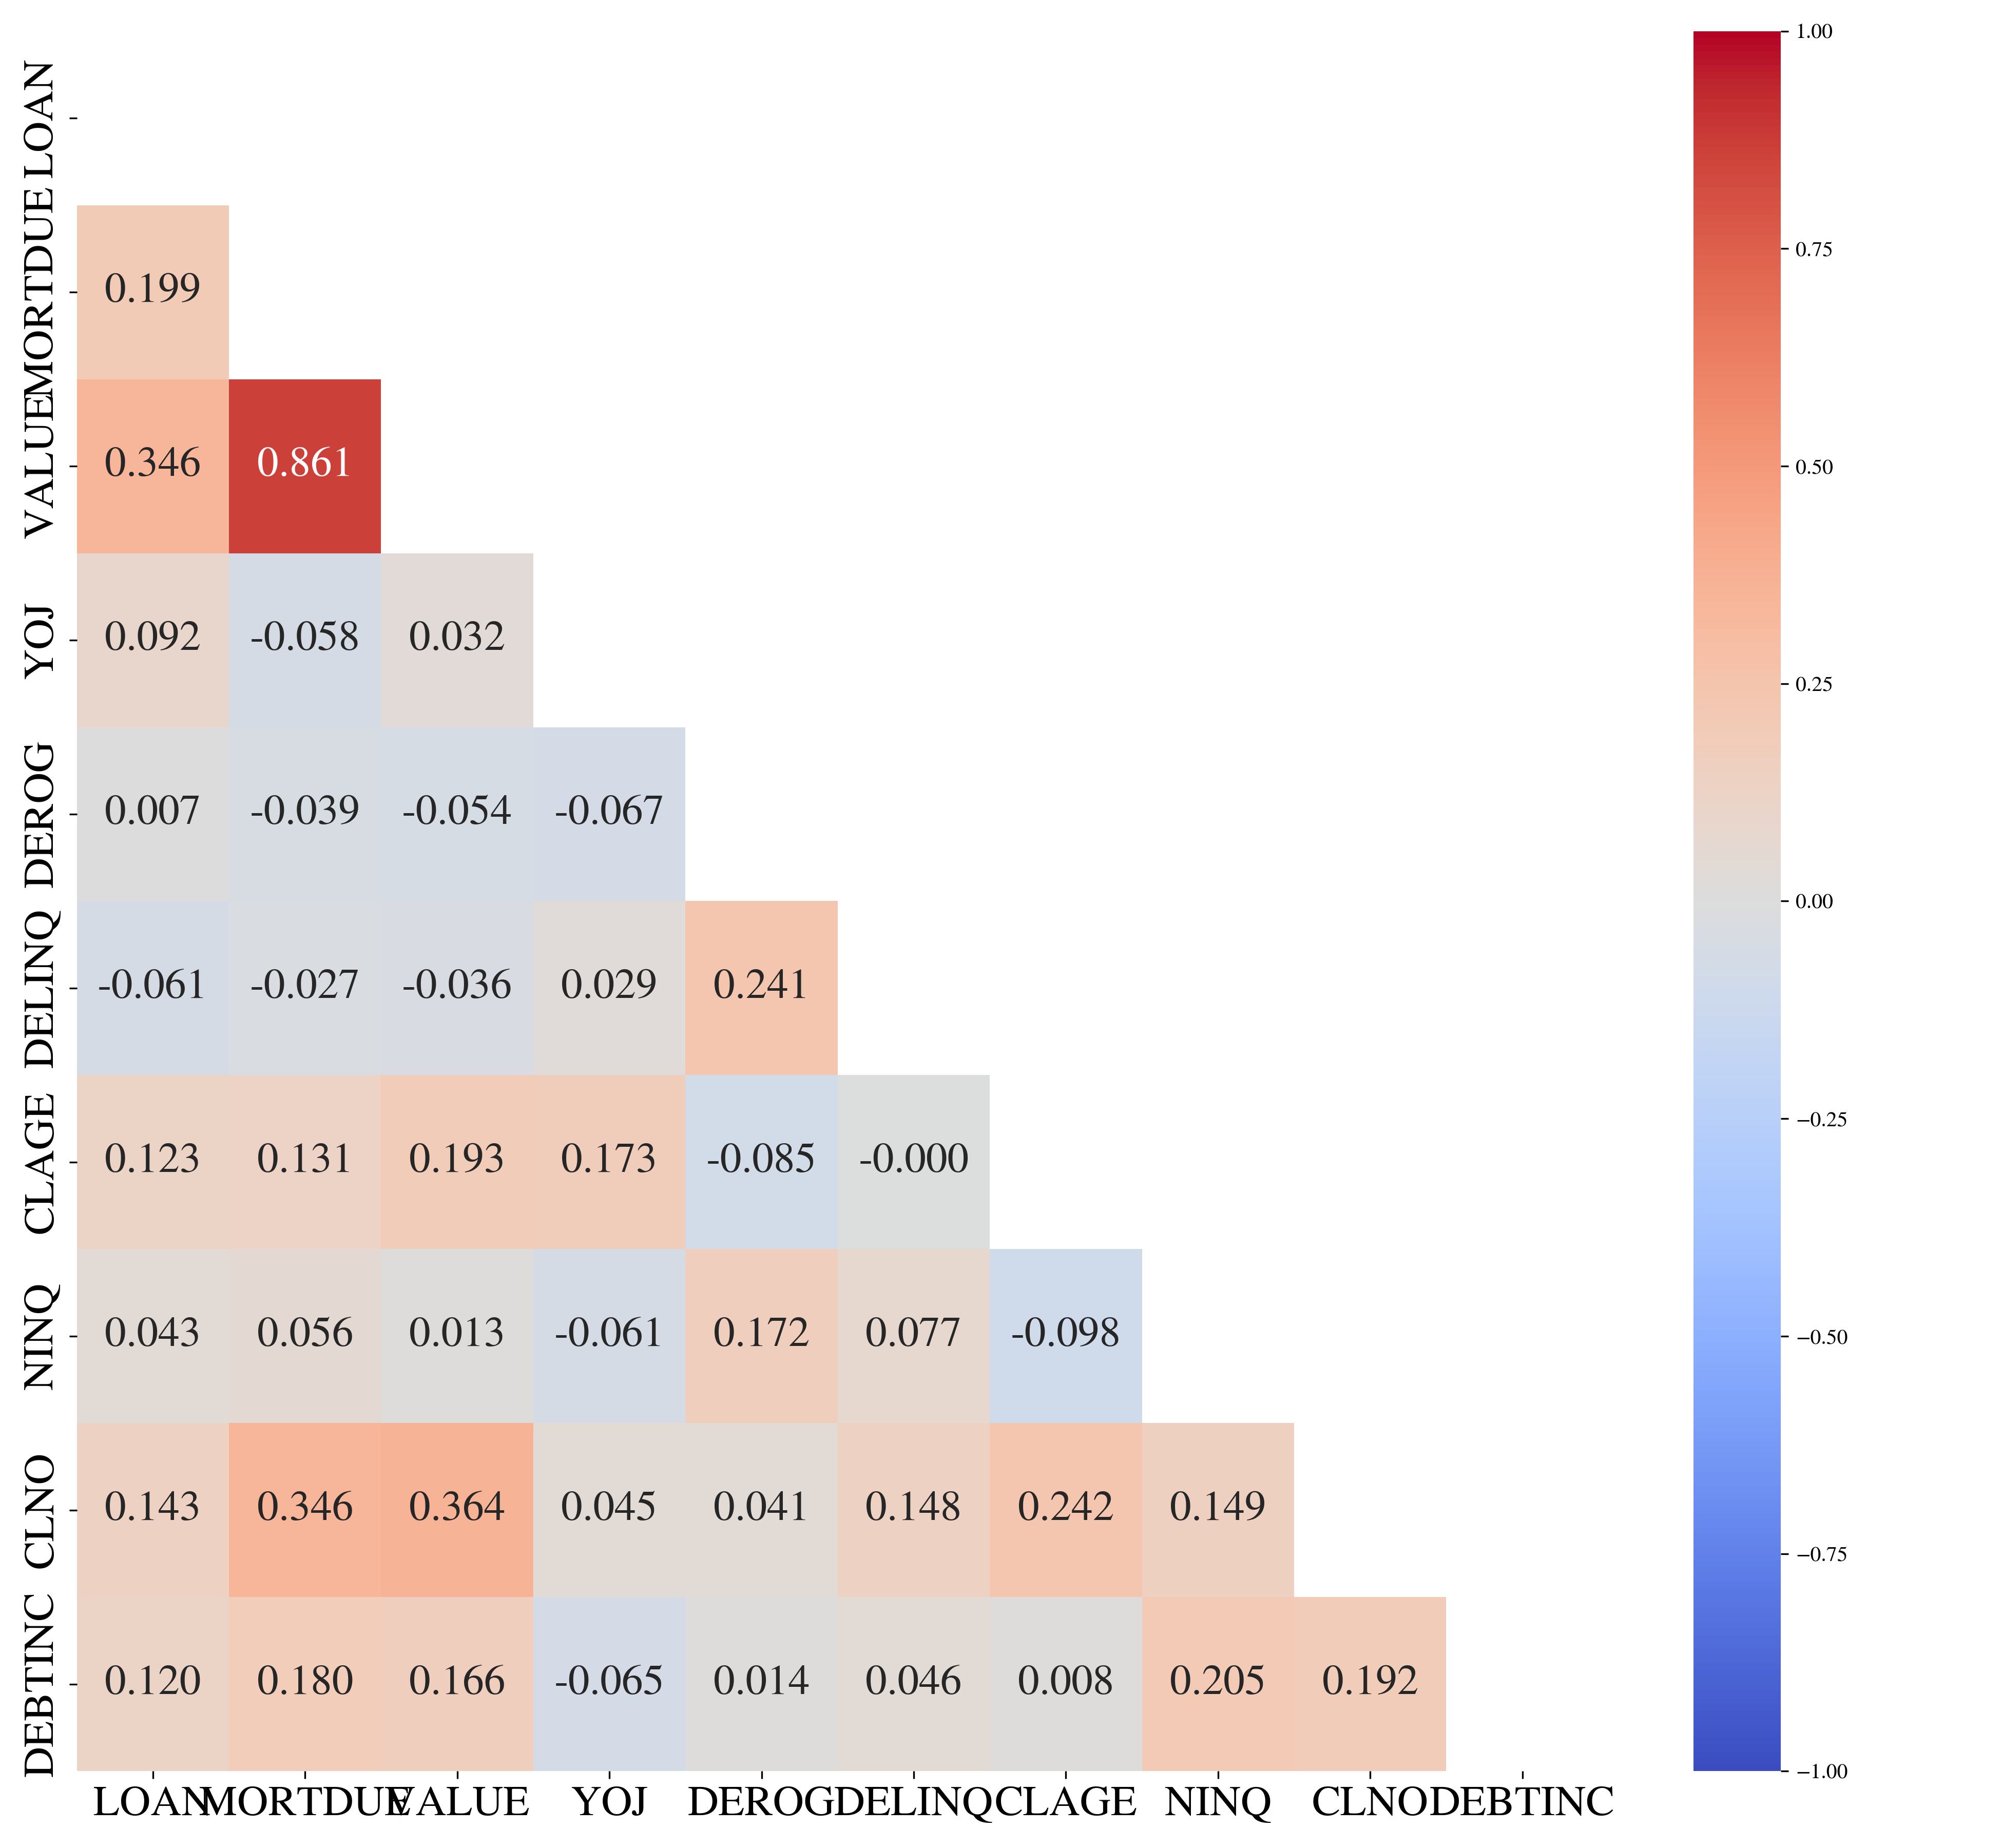 LOAN
MORTDUE 0.199
VALUE 0.346 0.861
YOJ 0.092 -0.058 0.032
DEROG 0.007 -0.039 -0.054 -0.067
DELINQ -0.061 -0.027 -0.036 0.029 0.241
CLAGE 0.123 0.131 0.193 0.173 -0.085 -0.000
NINQ 0.043 0.056 0.013 -0.061 0.172 0.077 -0.098
CLNO 0.143 0.346 0.364 0.045 0.041 0.148 0.242 0.149
DEBTINC 0.120 0.180 0.166 -0.065 0.014 0.046 0.008 0.205 0.192
LOAN MORTDUE VALUE YOJ DEROG DELINQ CLAGE NINQ CLNO DEBTINC
1.00
0.75
0.50
0.25
0.00
−0.25
−0.50
−0.75
−1.00